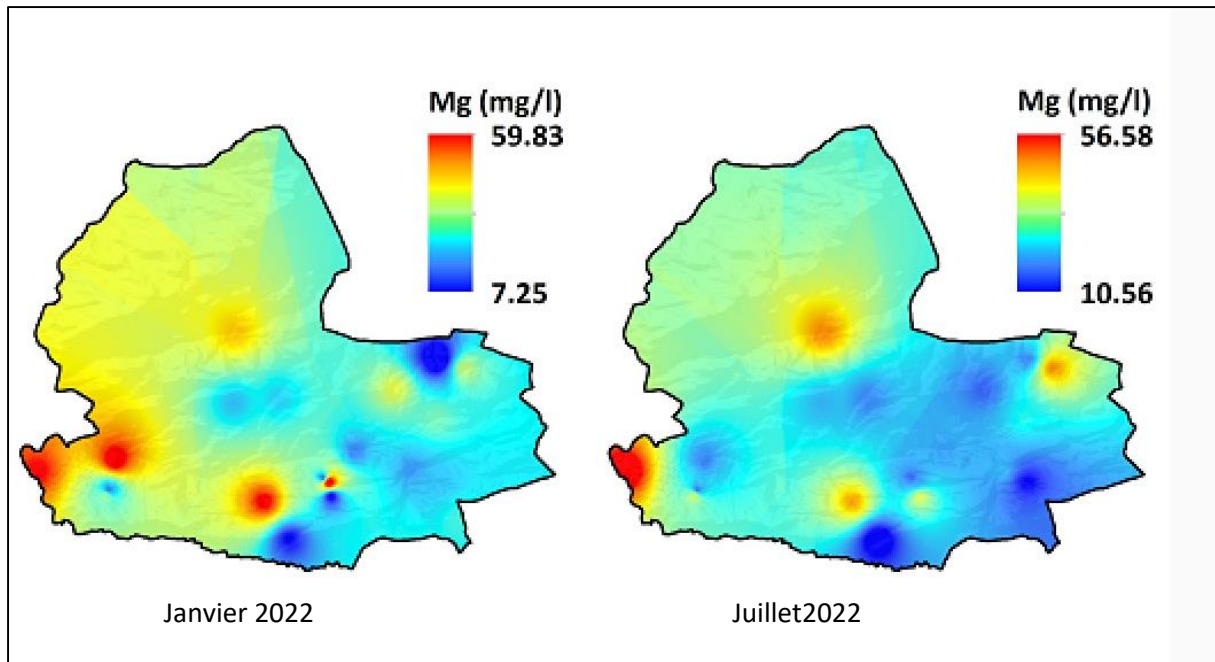 Mg (mg/l)
59.83
7.25
Janvier 2022
Mg (mg/l)
56.58
10.56
Juillet2022